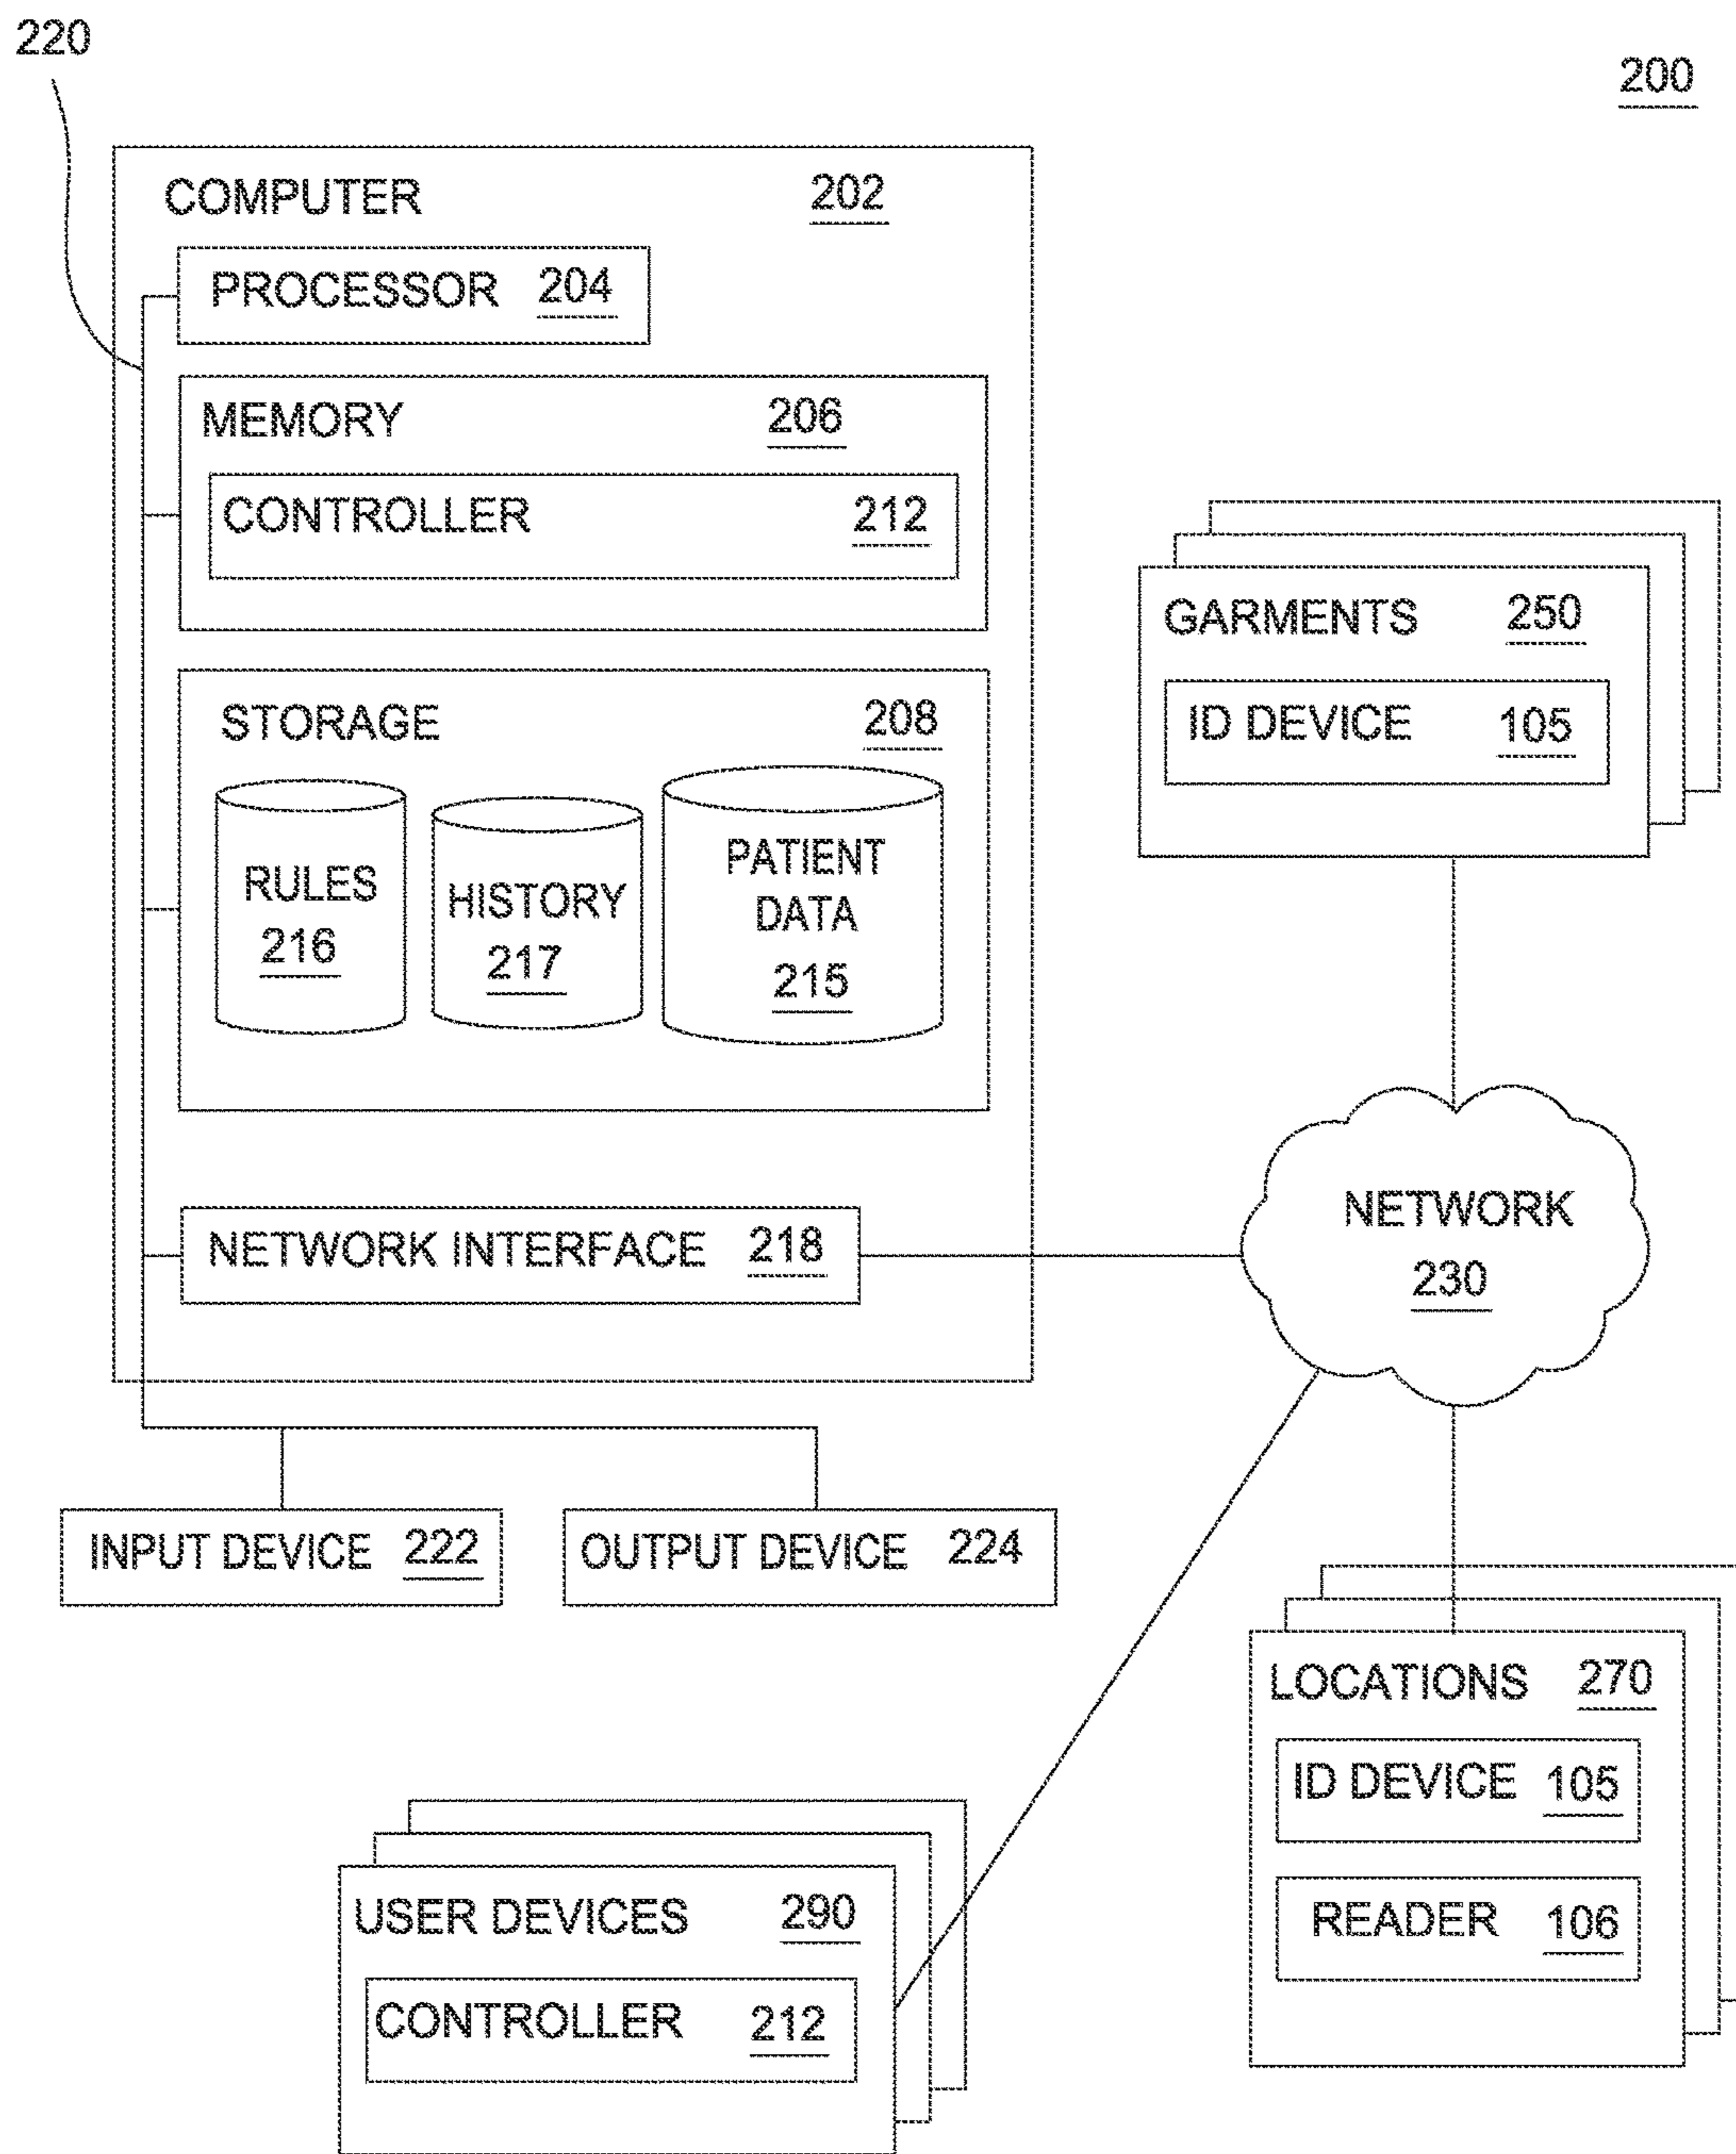 220
200
COMPUTER 202
PROCESSOR 204
MEMORY 206
CONTROLLER 212
STORAGE 208
RULES
216
HISTORY
217
PATIENT
DATA
215
NETWORK INTERFACE 218
GARMENTS 250
ID DEVICE 105
NETWORK
230
INPUT DEVICE 222
OUTPUT DEVICE 224
LOCATIONS 270
ID DEVICE 105
READER 106
USER DEVICES 290
CONTROLLER 212